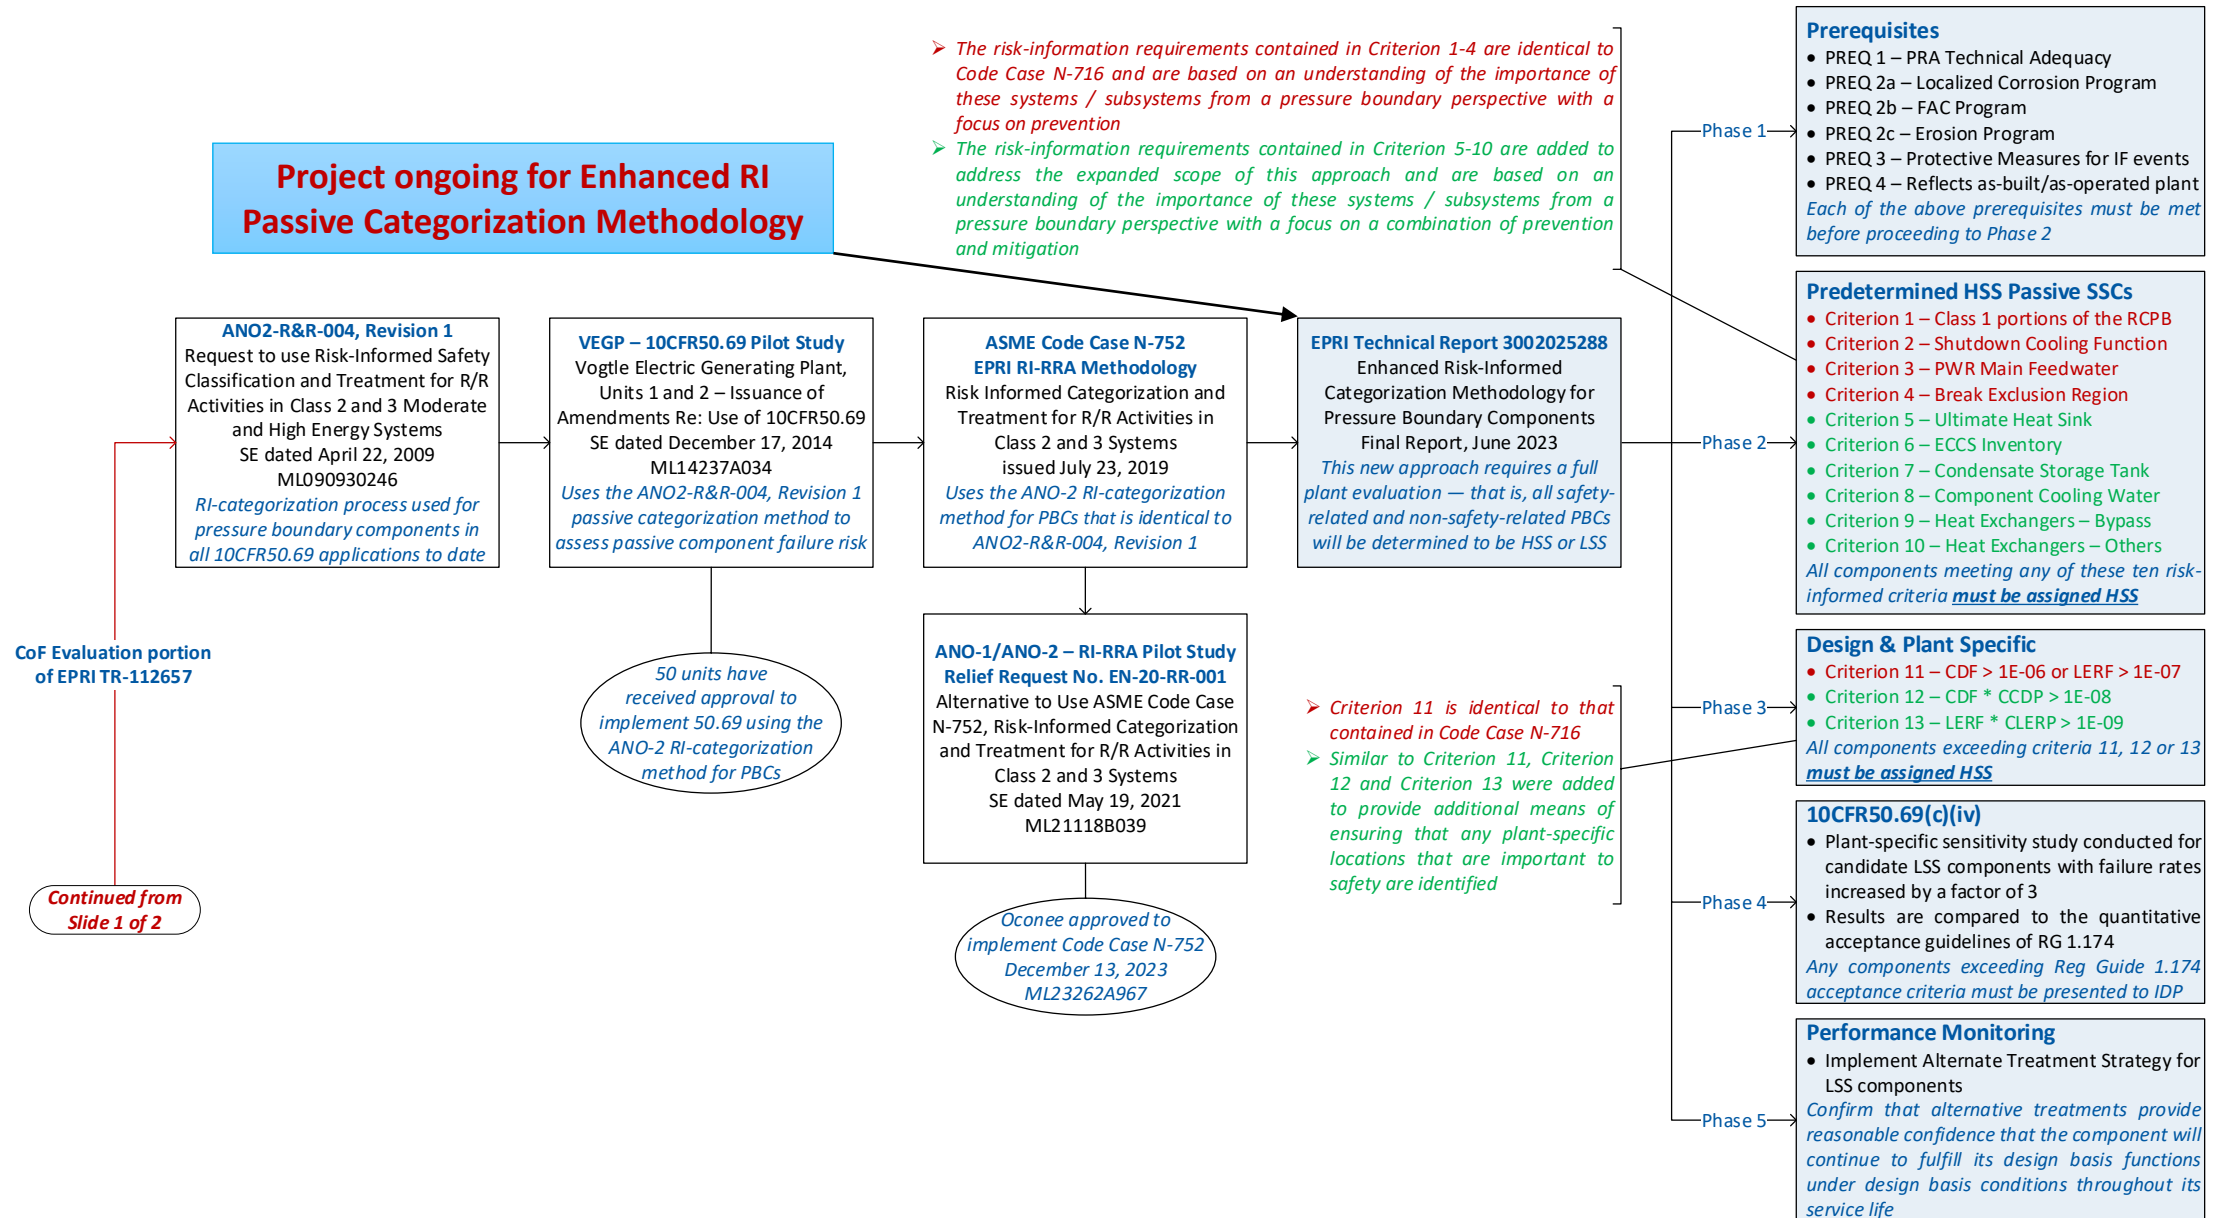 Project ongoing for Enhanced RI
Passive Categorization Methodology
➢ The risk-information requirements contained in Criterion 1-4 are identical to
Code Case N-716 and are based on an understanding of the importance of
these systems / subsystems from a pressure boundary perspective with a
focus on prevention
➢ The risk-information requirements contained in Criterion 5-10 are added to
address the expanded scope of this approach and are based on an
understanding of the importance of these systems / subsystems from a
pressure boundary perspective with a focus on a combination of prevention
and mitigation
CoF Evaluation portion
of EPRI TR-112657
Continued from
Slide 1 of 2
ANO2-R&R-004, Revision 1
Request to use Risk-Informed Safety
Classification and Treatment for R/R
Activities in Class 2 and 3 Moderate
and High Energy Systems
SE dated April 22, 2009
ML090930246
RI-categorization process used for
pressure boundary components in
all 10CFR50.69 applications to date
VEGP – 10CFR50.69 Pilot Study
Vogtle Electric Generating Plant,
Units 1 and 2 – Issuance of
Amendments Re: Use of 10CFR50.69
SE dated December 17, 2014
ML14237A034
Uses the ANO2-R&R-004, Revision 1
passive categorization method to
assess passive component failure risk
50 units have
received approval to
implement 50.69 using the
ANO-2 RI-categorization
method for PBCs
ASME Code Case N-752
EPRI RI-RRA Methodology
Risk Informed Categorization and
Treatment for R/R Activities in
Class 2 and 3 Systems
issued July 23, 2019
Uses the ANO-2 RI-categorization
method for PBCs that is identical to
ANO2-R&R-004, Revision 1
ANO-1/ANO-2 – RI-RRA Pilot Study
Relief Request No. EN-20-RR-001
Alternative to Use ASME Code Case
N-752, Risk-Informed Categorization
and Treatment for R/R Activities in
Class 2 and 3 Systems
SE dated May 19, 2021
ML21118B039
Oconee approved to
implement Code Case N-752
December 13, 2023
ML23262A967
EPRI Technical Report 3002025288
Enhanced Risk-Informed
Categorization Methodology for
Pressure Boundary Components
Final Report, June 2023
This new approach requires a full
plant evaluation — that is, all safety-
related and non-safety-related PBCs
will be determined to be HSS or LSS
➢ Criterion 11 is identical to that
contained in Code Case N-716
➢ Similar to Criterion 11, Criterion
12 and Criterion 13 were added
to provide additional means of
ensuring that any plant-specific
locations that are important to
safety are identified
Phase 1
Prerequisites
• PREQ 1 – PRA Technical Adequacy
• PREQ 2a – Localized Corrosion Program
• PREQ 2b – FAC Program
• PREQ 2c – Erosion Program
• PREQ 3 – Protective Measures for IF events
• PREQ 4 – Reflects as-built/as-operated plant
Each of the above prerequisites must be met
before proceeding to Phase 2
Phase 2
Predetermined HSS Passive SSCs
• Criterion 1 – Class 1 portions of the RCPB
• Criterion 2 – Shutdown Cooling Function
• Criterion 3 – PWR Main Feedwater
• Criterion 4 – Break Exclusion Region
• Criterion 5 – Ultimate Heat Sink
• Criterion 6 – ECCS Inventory
• Criterion 7 – Condensate Storage Tank
• Criterion 8 – Component Cooling Water
• Criterion 9 – Heat Exchangers – Bypass
• Criterion 10 – Heat Exchangers – Others
All components meeting any of these ten risk-
informed criteria must be assigned HSS
Phase 3
Design & Plant Specific
• Criterion 11 – CDF > 1E-06 or LERF > 1E-07
• Criterion 12 – CDF * CCDP > 1E-08
• Criterion 13 – LERF * CLERP > 1E-09
All components exceeding criteria 11, 12 or 13
must be assigned HSS
Phase 4
10CFR50.69(c)(iv)
• Plant-specific sensitivity study conducted for
candidate LSS components with failure rates
increased by a factor of 3
• Results are compared to the quantitative
acceptance guidelines of RG 1.174
Any components exceeding Reg Guide 1.174
acceptance criteria must be presented to IDP
Phase 5
Performance Monitoring
• Implement Alternate Treatment Strategy for
LSS components
Confirm that alternative treatments provide
reasonable confidence that the component will
continue to fulfill its design basis functions
under design basis conditions throughout its
service life